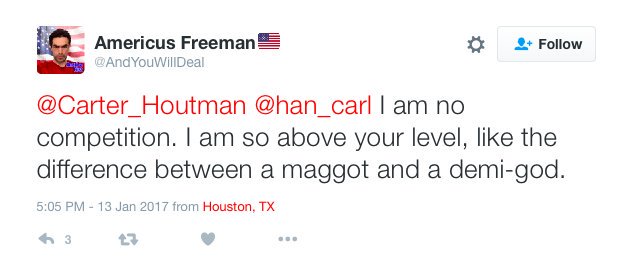 Americus Freeman🇺🇸
@AndYouWillDeal
Follow
@Carter_Houtman @han_carl I am no
competition. I am so above your level, like the
difference between a maggot and a demi-god.
5:05 PM - 13 Jan 2017 from Houston, TX
3